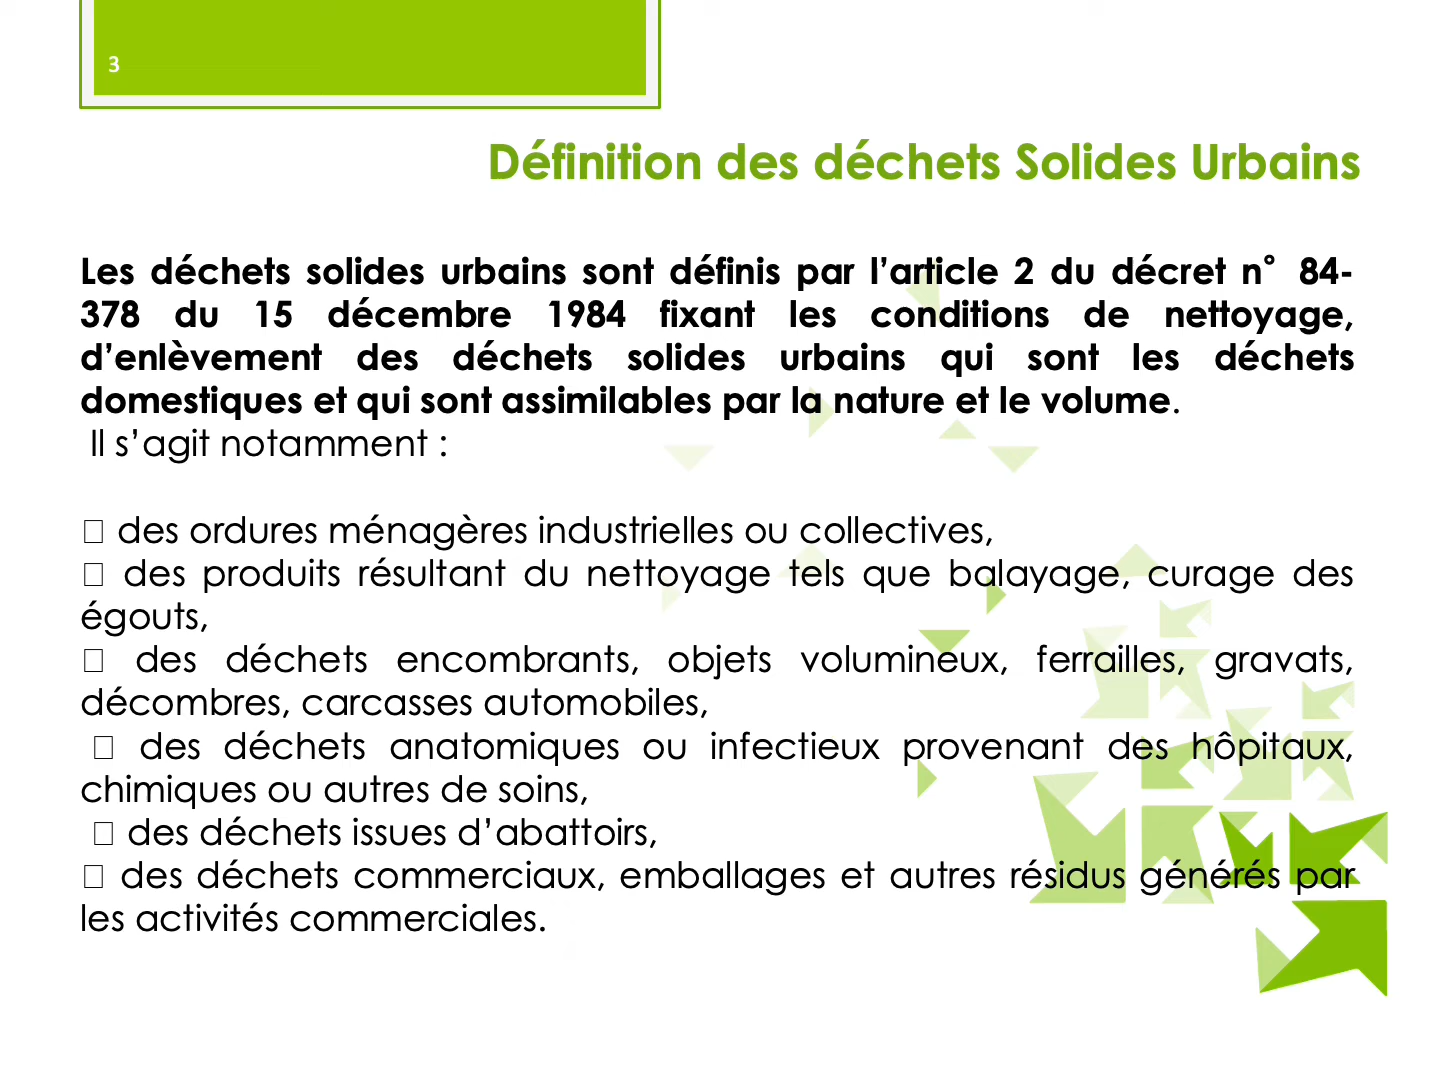 3
Définition des déchets Solides Urbains
Les déchets solides urbains sont définis par l’article 2 du décret n° 84-
378 du 15 décembre 1984 fixant les conditions de nettoyage,
d’enlèvement des déchets solides urbains qui sont les déchets
domestiques et qui sont assimilables par la nature et le volume.
Il s’agit notamment :
□ des ordures ménagères industrielles ou collectives,
□ des produits résultant du nettoyage tels que balayage, curage des
égouts,
□ des déchets encombrants, objets volumineux, ferrailles, gravats,
décombres, carcasses automobiles,
□ des déchets anatomiques ou infectieux provenant des hôpitaux,
chimiques ou autres de soins,
□ des déchets issues d’abattoirs,
□ des déchets commerciaux, emballages et autres résidus générés par
les activités commerciales.